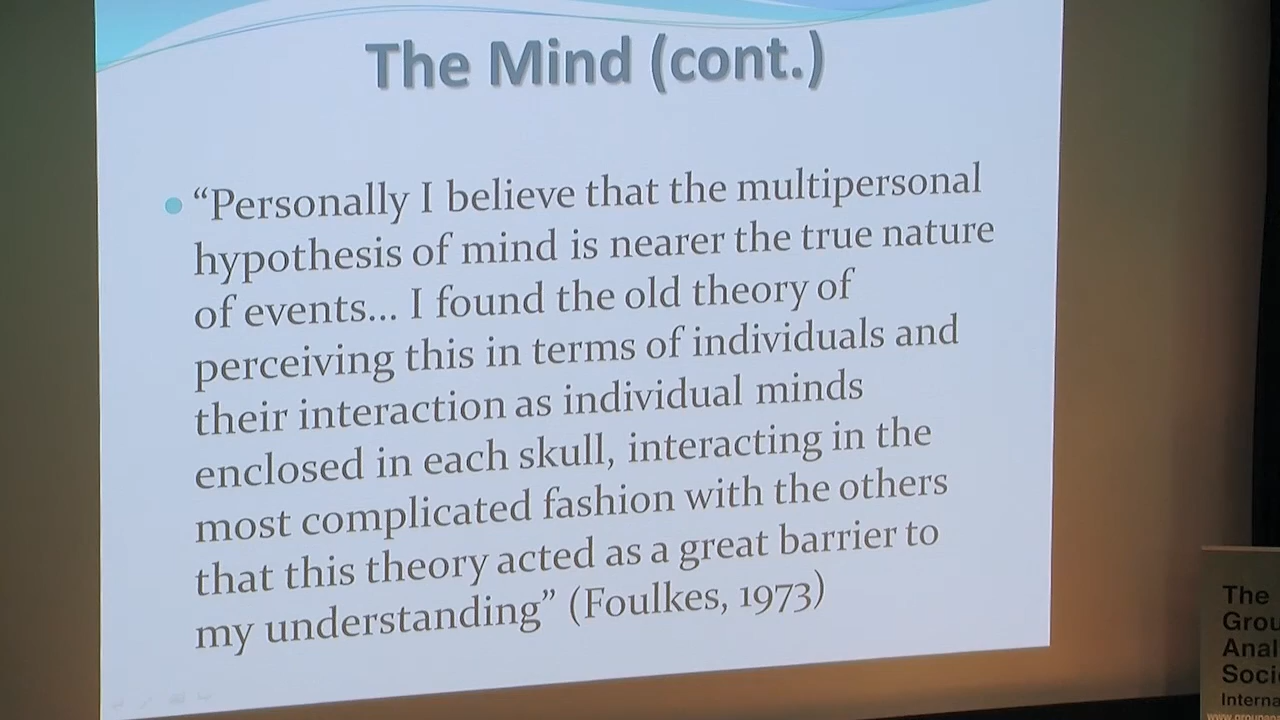 The Mind (cont.)
“Personally I believe that the multipersonal
hypothesis of mind is nearer the true nature
of events... I found the old theory of
perceiving this in terms of individuals and
their interaction as individual minds
enclosed in each skull, interacting in the
most complicated fashion with the others
that this theory acted as a great barrier to
my understanding” (Foulkes, 1973)
The
Grou
Anal
Soci
Interna